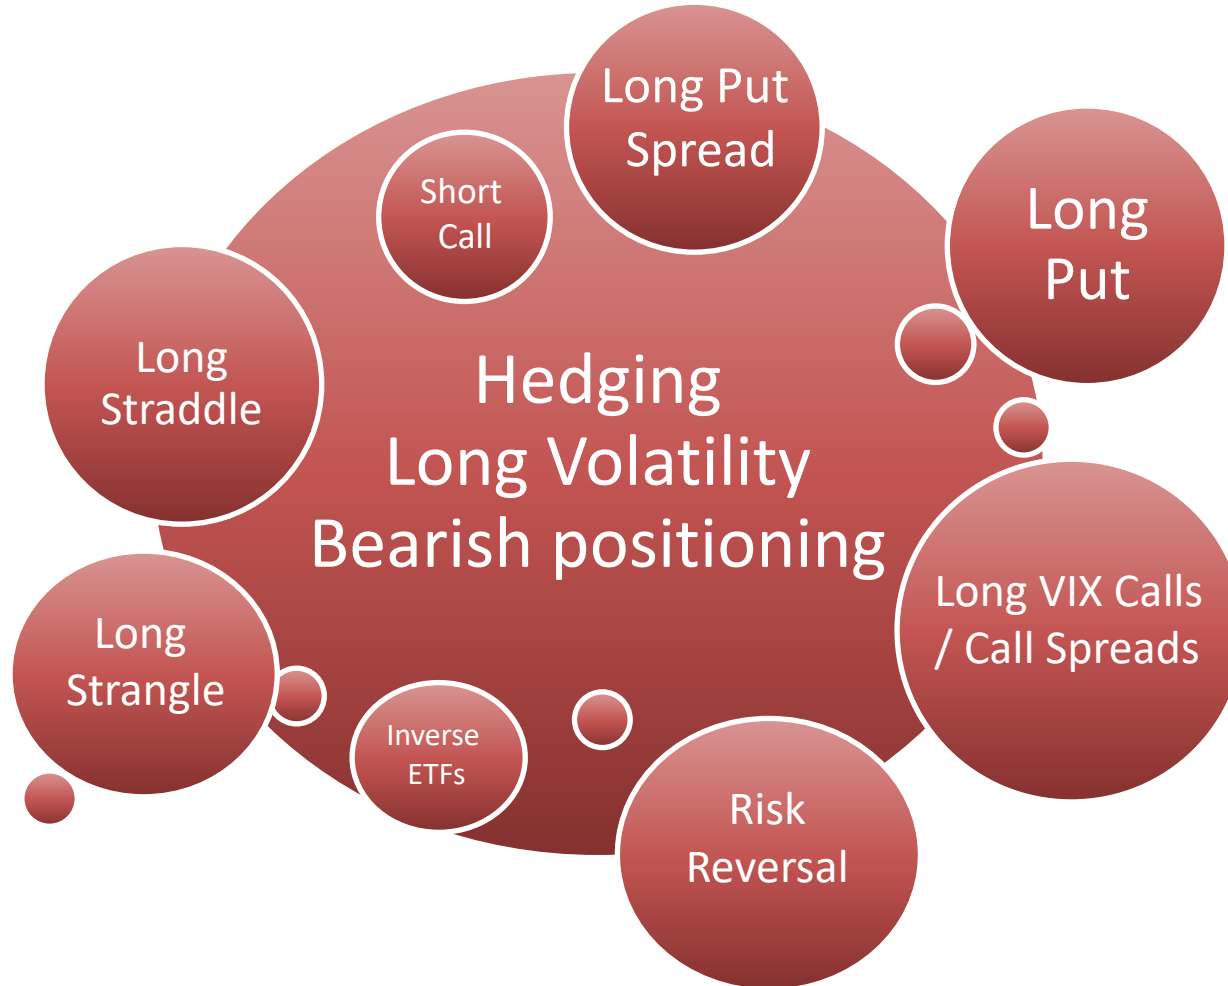 Long Put
Spread
Short
Call
Long
Put
Long
Straddle
Hedging
Long Volatility
Bearish positioning
Long VIX Calls
/ Call Spreads
Long
Strangle
Inverse
ETFs
Risk
Reversal